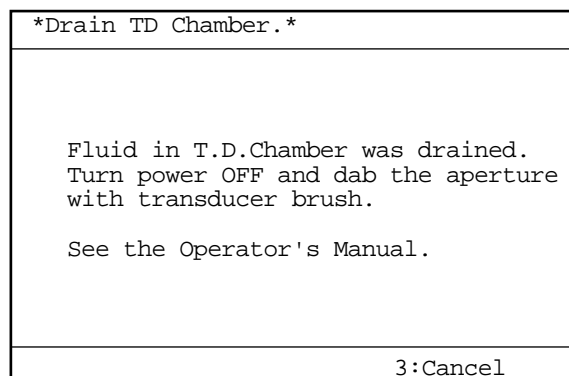 *Drain TD Chamber.*
Fluid in T.D.Chamber was drained.
Turn power OFF and dab the aperture
with transducer brush.
See the Operator's Manual.
3:Cancel